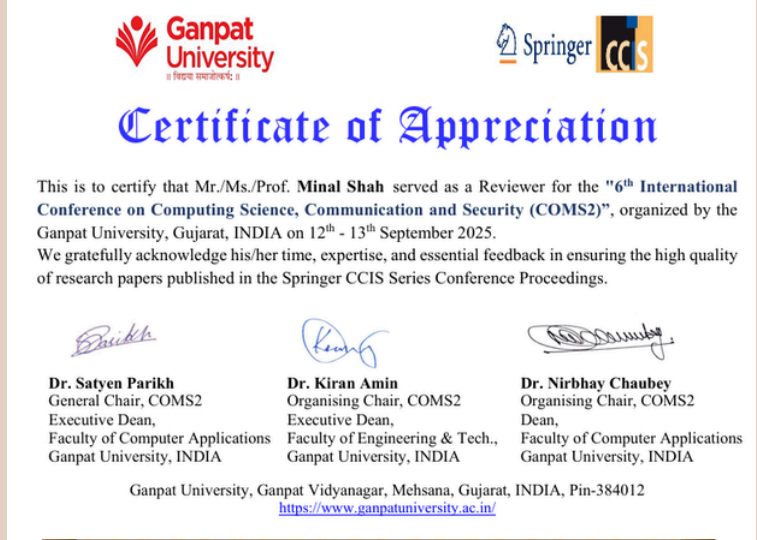 Ganpat
University
॥ विद्यया समाजोत्कर्षः ॥
Springer
CCIS
Certificate of Appreciation
This is to certify that Mr./Ms./Prof. Minal Shah served as a Reviewer for the "6th International
Conference on Computing Science, Communication and Security (COMS2)”, organized by the
Ganpat University, Gujarat, INDIA on 12th - 13th September 2025.
We gratefully acknowledge his/her time, expertise, and essential feedback in ensuring the high quality
of research papers published in the Springer CCIS Series Conference Proceedings.
Dr. Satyen Parikh
General Chair, COMS2
Executive Dean,
Faculty of Computer Applications
Ganpat University, INDIA
Dr. Kiran Amin
Organising Chair, COMS2
Executive Dean,
Faculty of Engineering & Tech.,
Ganpat University, INDIA
Dr. Nirbhay Chaubey
Organising Chair, COMS2
Dean,
Faculty of Computer Applications
Ganpat University, INDIA
Ganpat University, Ganpat Vidyanagar, Mehsana, Gujarat, INDIA, Pin-384012
https://www.ganpatuniversity.ac.in/